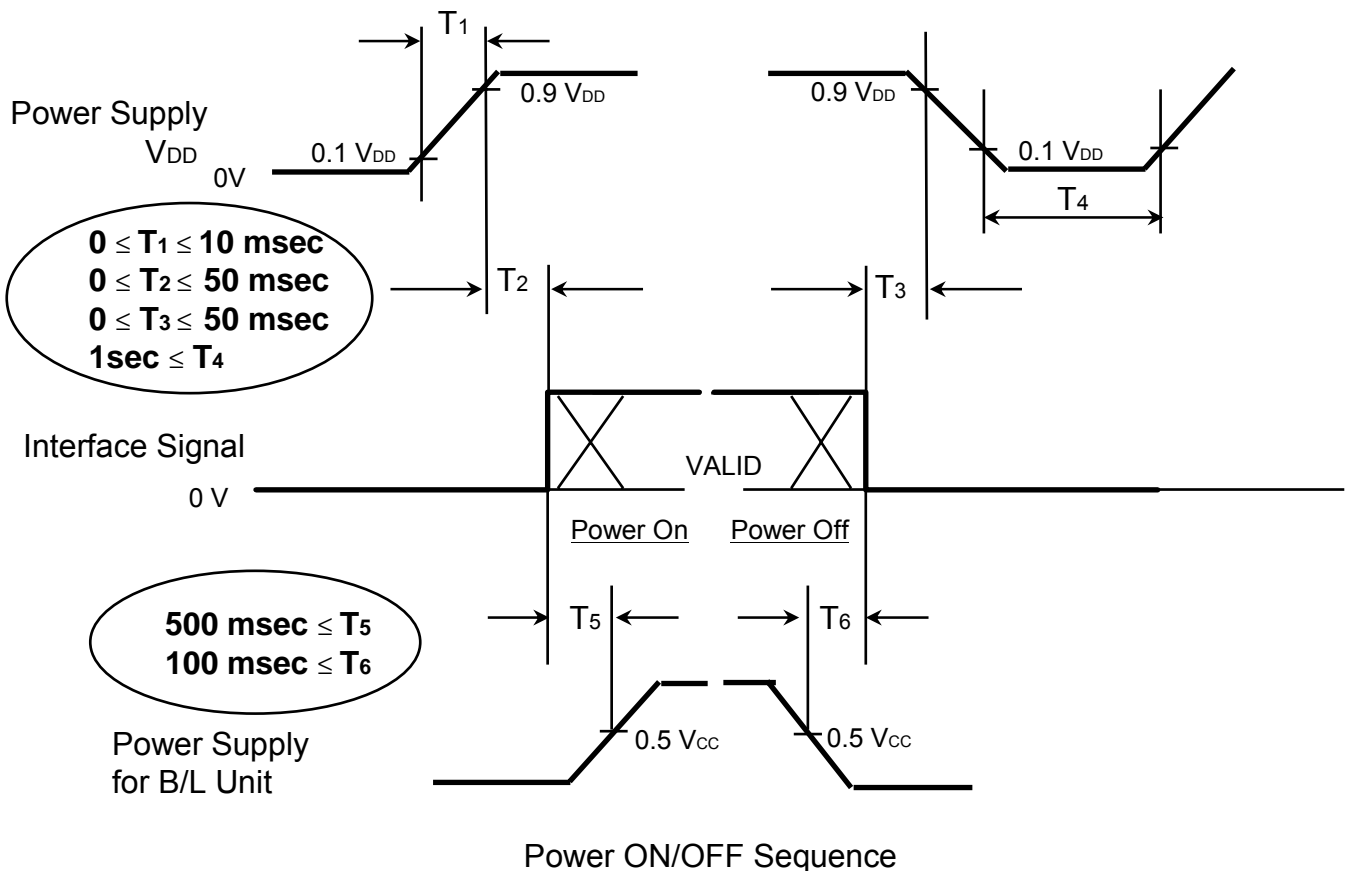 T1
0.9 VDD
0.9 VDD
Power Supply
VDD
0.1 VDD
0.1 VDD
0V
T4
0 ≤ T1 ≤ 10 msec
0 ≤ T2 ≤ 50 msec
0 ≤ T3 ≤ 50 msec
1sec ≤ T4
T2
T3
Interface Signal
VALID
0 V
Power On
Power Off
500 msec ≤ T5
100 msec ≤ T6
T5
T6
0.5 VCC
0.5 VCC
Power Supply
for B/L Unit
Power ON/OFF Sequence